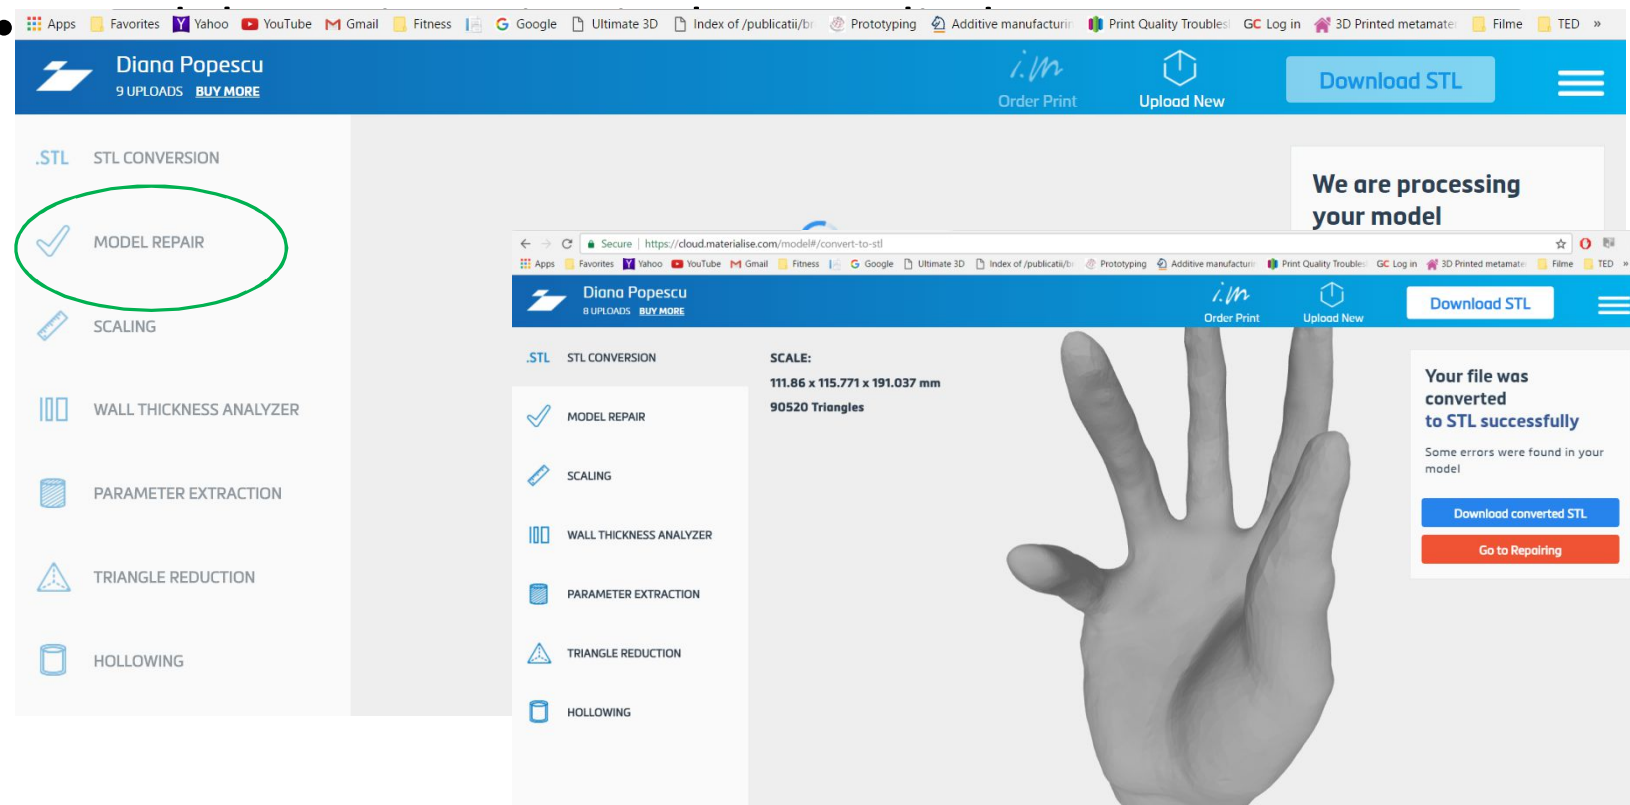 Apps Favorites Yahoo YouTube Gmail Fitness Google Ultimate 3D Index of /publicatii/br Prototyping Additive manufacturin Print Quality Troubles GC Log in 3D Printed metamate Filme TED »
Diana Popescu
9 UPLOADS BUY MORE
i.m
Order Print
Upload New
Download STL
.STL STL CONVERSION
MODEL REPAIR
SCALING
WALL THICKNESS ANALYZER
PARAMETER EXTRACTION
TRIANGLE REDUCTION
HOLLOWING
We are processing
your model
Secure | https://cloud.materialise.com/model#/convert-to-stl
Apps Favorites Yahoo YouTube Gmail Fitness Google Ultimate 3D Index of /publicatii/br Prototyping Additive manufacturin Print Quality Troubles GC Log in 3D Printed metamate Filme TED »
Diana Popescu
8 UPLOADS BUY MORE
i.m
Order Print
Upload New
Download STL
.STL STL CONVERSION
MODEL REPAIR
SCALING
WALL THICKNESS ANALYZER
PARAMETER EXTRACTION
TRIANGLE REDUCTION
HOLLOWING
SCALE:
111.86 x 115.771 x 191.037 mm
90520 Triangles
Your file was
converted
to STL successfully
Some errors were found in your
model
Download converted STL
Go to Repairing